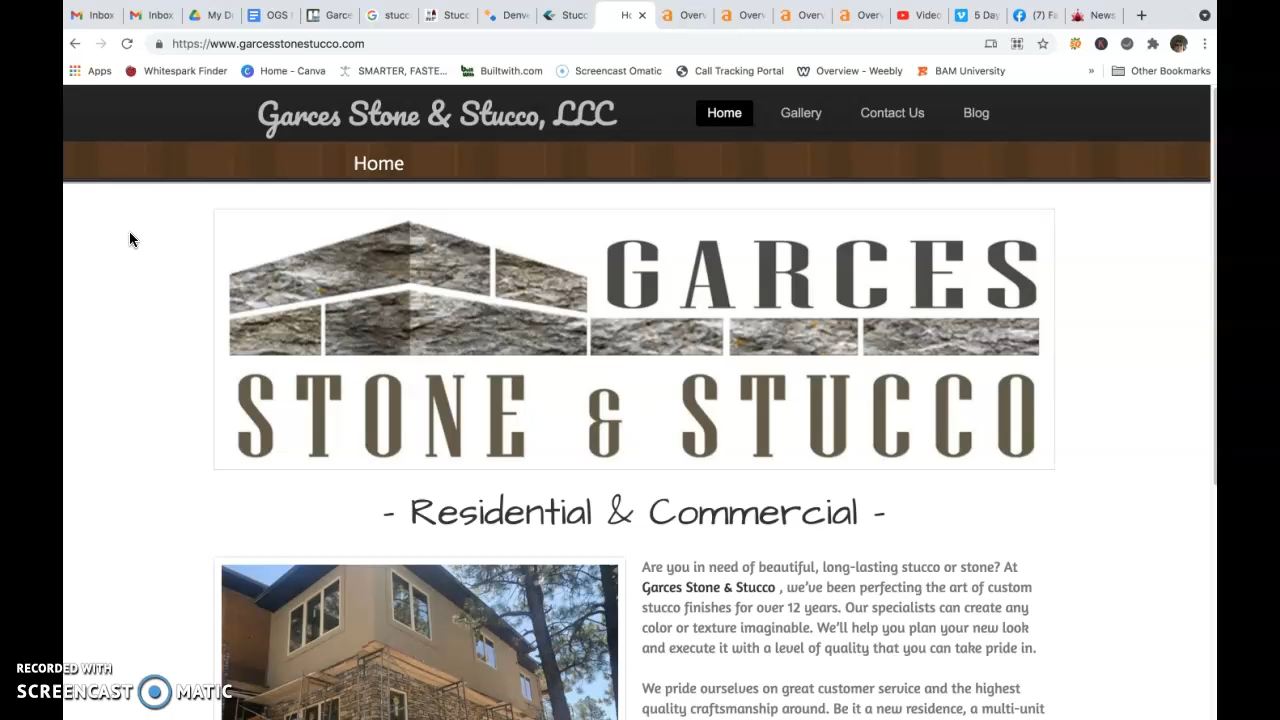 Inbox
Inbox
My D
OGS
Garce
stucc
Stucc
Denve
Stucc
Ho
Overv
Overv
Overv
Overv
Video
5 Day
(7) Fa
News
https://www.garcesstonestucco.com
Apps
Whitespark Finder
Home - Canva
SMARTER, FASTE...
Builtwith.com
Screencast Omatic
Call Tracking Portal
Overview - Weebly
BAM University
»
Other Bookmarks
Garces Stone & Stucco, LLC
Home
Gallery
Contact Us
Blog
Home
GARCES
STONE & STUCCO
- Residential & Commercial -
Are you in need of beautiful, long-lasting stucco or stone? At
Garces Stone & Stucco , we've been perfecting the art of custom
stucco finishes for over 12 years. Our specialists can create any
color or texture imaginable. We'll help you plan your new look
and execute it with a level of quality that you can take pride in.
We pride ourselves on great customer service and the highest
quality craftsmanship around. Be it a new residence, a multi-unit
RECORDED WITH
SCREENCAST MATIC